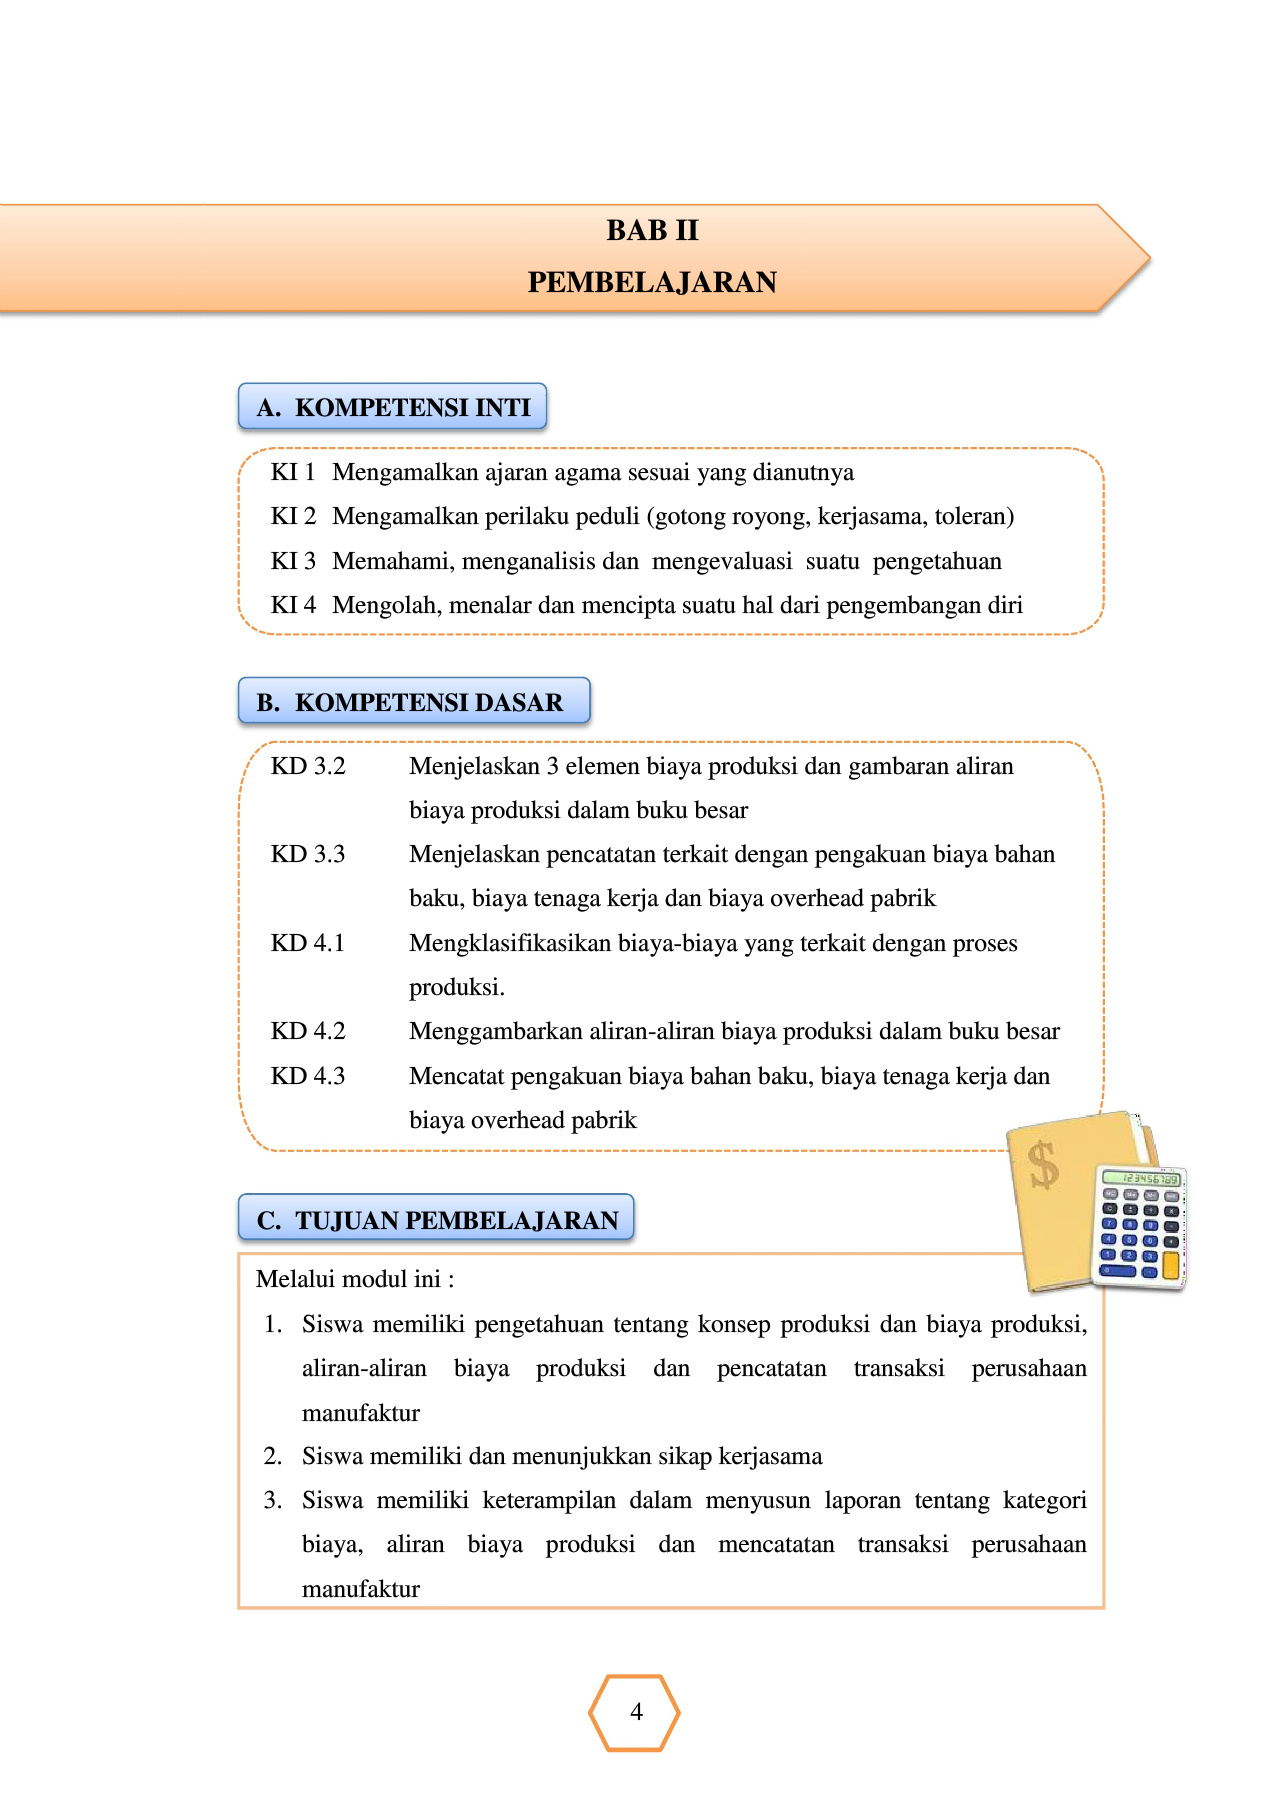 BAB II
PEMBELAJARAN
A. KOMPETENSI INTI
KI 1 Mengamalkan ajaran agama sesuai yang dianutnya
KI 2 Mengamalkan perilaku peduli (gotong royong, kerjasama, toleran)
KI 3 Memahami, menganalisis dan mengevaluasi suatu pengetahuan
KI 4 Mengolah, menalar dan mencipta suatu hal dari pengembangan diri
B. KOMPETENSI DASAR
KD 3.2 Menjelaskan 3 elemen biaya produksi dan gambaran aliran
biaya produksi dalam buku besar
KD 3.3 Menjelaskan pencatatan terkait dengan pengakuan biaya bahan
baku, biaya tenaga kerja dan biaya overhead pabrik
KD 4.1 Mengklasifikasikan biaya-biaya yang terkait dengan proses
produksi.
KD 4.2 Menggambarkan aliran-aliran biaya produksi dalam buku besar
KD 4.3 Mencatat pengakuan biaya bahan baku, biaya tenaga kerja dan
biaya overhead pabrik
$
123456789
C. TUJUAN PEMBELAJARAN
Melalui modul ini :
1. Siswa memiliki pengetahuan tentang konsep produksi dan biaya produksi,
aliran-aliran biaya produksi dan pencatatan transaksi perusahaan
manufaktur
2. Siswa memiliki dan menunjukkan sikap kerjasama
3. Siswa memiliki keterampilan dalam menyusun laporan tentang kategori
biaya, aliran biaya produksi dan mencatatan transaksi perusahaan
manufaktur
4